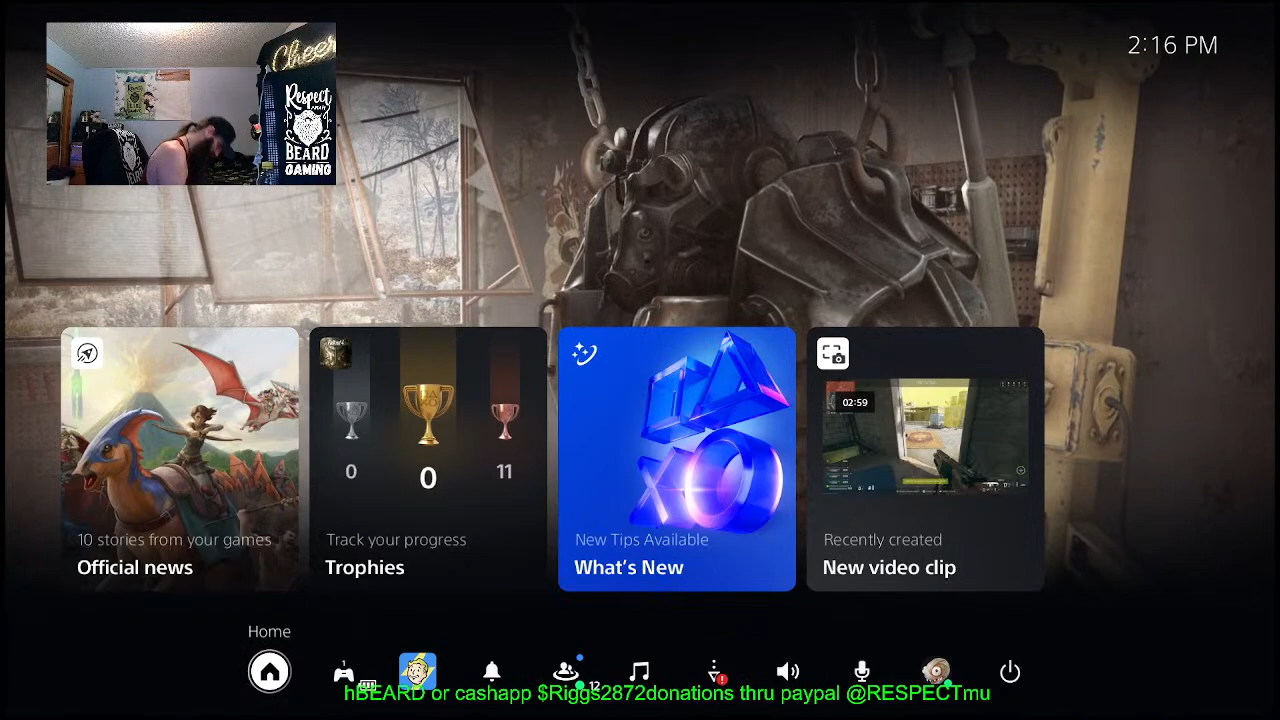 2:16 PM
Cheers
Respect
BEARD
GAMING
0
0
11
02:59
10 stories from your games
Official news
Track your progress
Trophies
New Tips Available
What's New
Recently created
New video clip
Home
1
12
hBEARD or cashapp $Riggs2872donations thru paypal @RESPECTmu